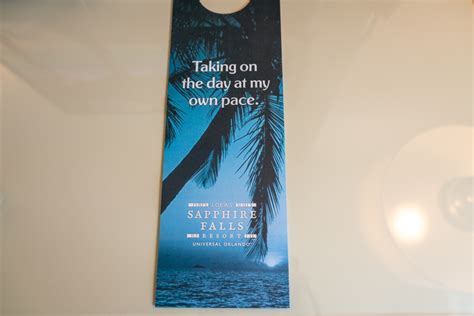 Taking on
the day at my
own pace.
SAPPHIRE
FALLS
RESORT
UNIVERSAL ORLANDO